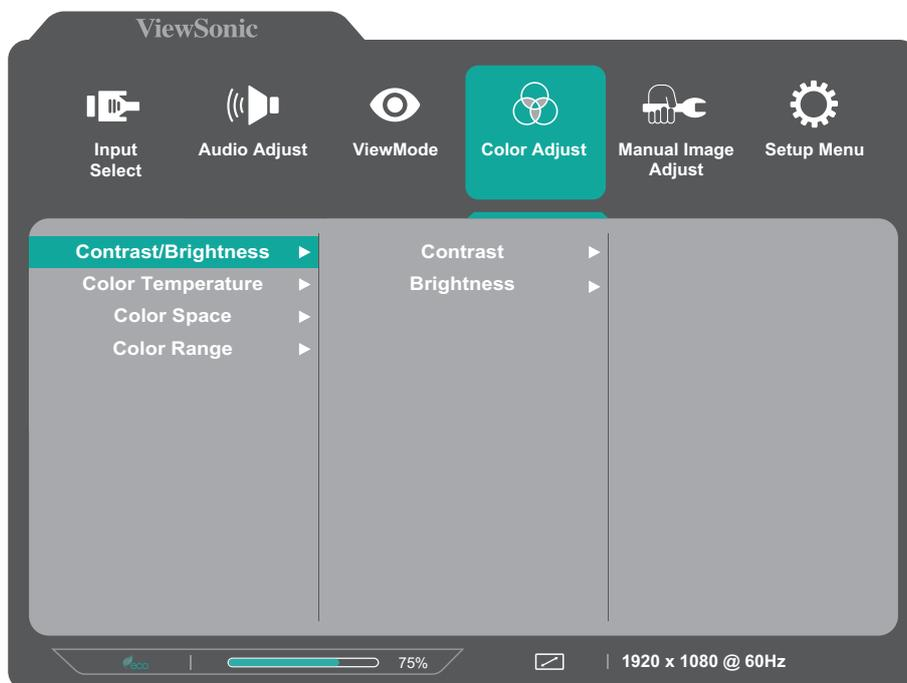 ViewSonic
Input
Select
Audio Adjust
ViewMode
Color Adjust
Manual Image
Adjust
Setup Menu
Contrast/Brightness
Color Temperature
Color Space
Color Range
Contrast
Brightness
eco
75%
1920 x 1080 @ 60Hz